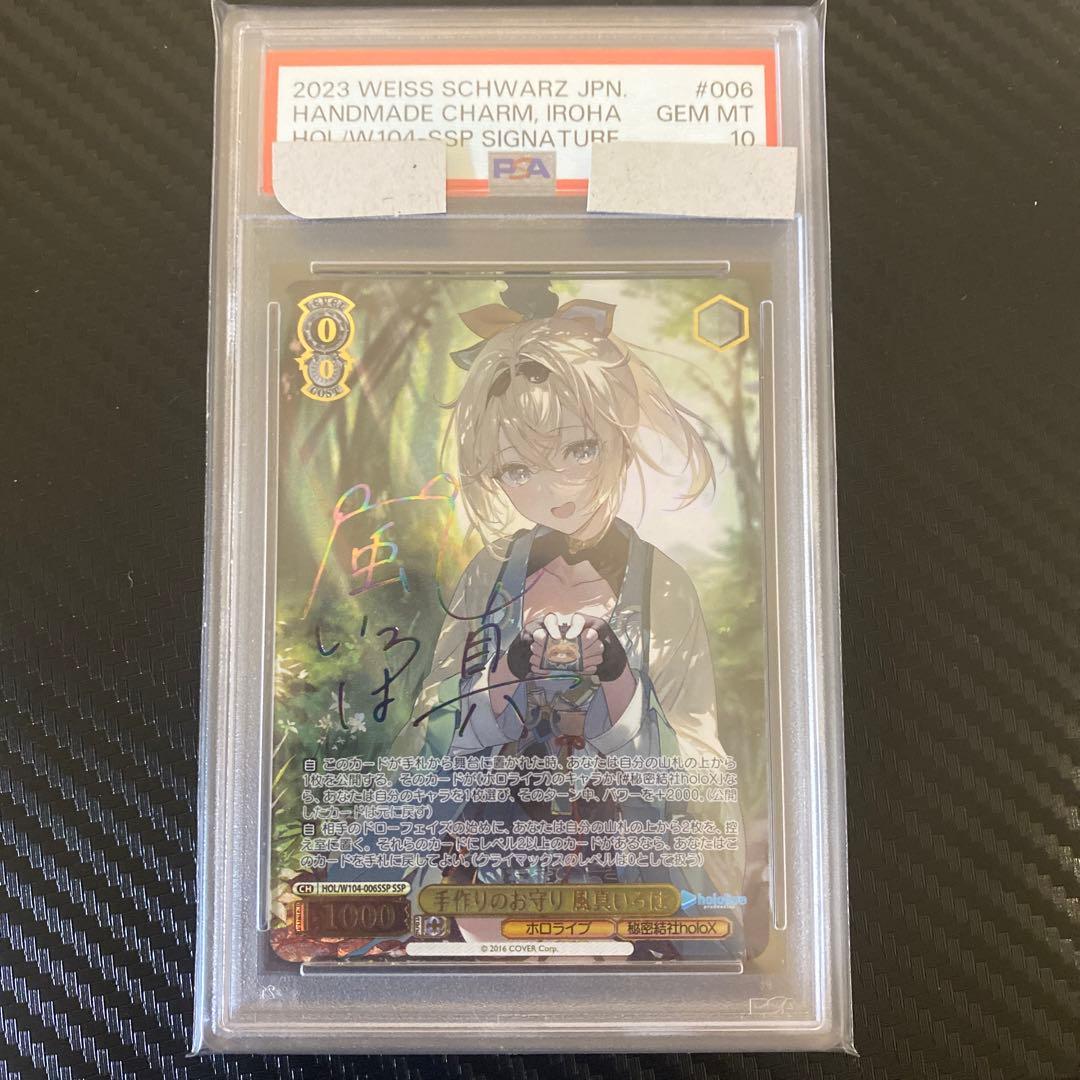 2023 WEISS SCHWARZ JPN. #006
HANDMADE CHARM, IROHA GEM MT
HOL/W104-SSP SIGNATURE 10
PSA
LEVEL
0
0
COST
風真
いろは
自 このカードが手札から舞台に置かれた時、あなたは自分の山札の上から
1枚を公開する。そのカードが《ホロライブ》のキャラか《#秘密結社holoX》な
ら、あなたは自分のキャラを1枚選び、そのターン中、パワーを+2000。(公開
したカードは元に戻す)
自 相手のドローフェイズの始めに、あなたは自分の山札の上から2枚を、控
え室に置く。それらのカードにレベル2以上のカードがあるなら、あなたはこ
のカードを手札に戻してよい。(クライマックスのレベルは0として扱う)
CH HOL/W104-006SSP SSP
手作りのお守り 風真いろは
hololive
production
1000
ホロライブ 秘密結社holoX
© 2016 COVER Corp.